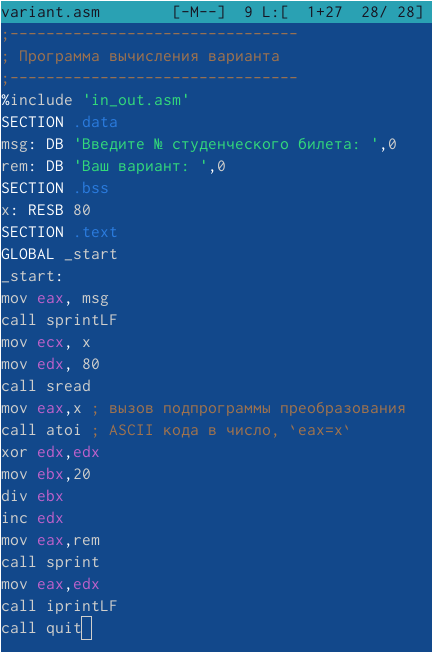 variant.asm [-M--] 9 L:[ 1+27 28/ 28]
;--------------------------------
; Программа вычисления варианта
;--------------------------------
%include 'in_out.asm'
SECTION .data
msg: DB 'Введите № студенческого билета: ',0
rem: DB 'Ваш вариант: ',0
SECTION .bss
x: RESB 80
SECTION .text
GLOBAL _start
_start:
mov eax, msg
call sprintLF
mov ecx, x
mov edx, 80
call sread
mov eax,x ; вызов подпрограммы преобразования
call atoi ; ASCII кода в число, `eax=x`
xor edx,edx
mov ebx,20
div ebx
inc edx
mov eax,rem
call sprint
mov eax,edx
call iprintLF
call quit